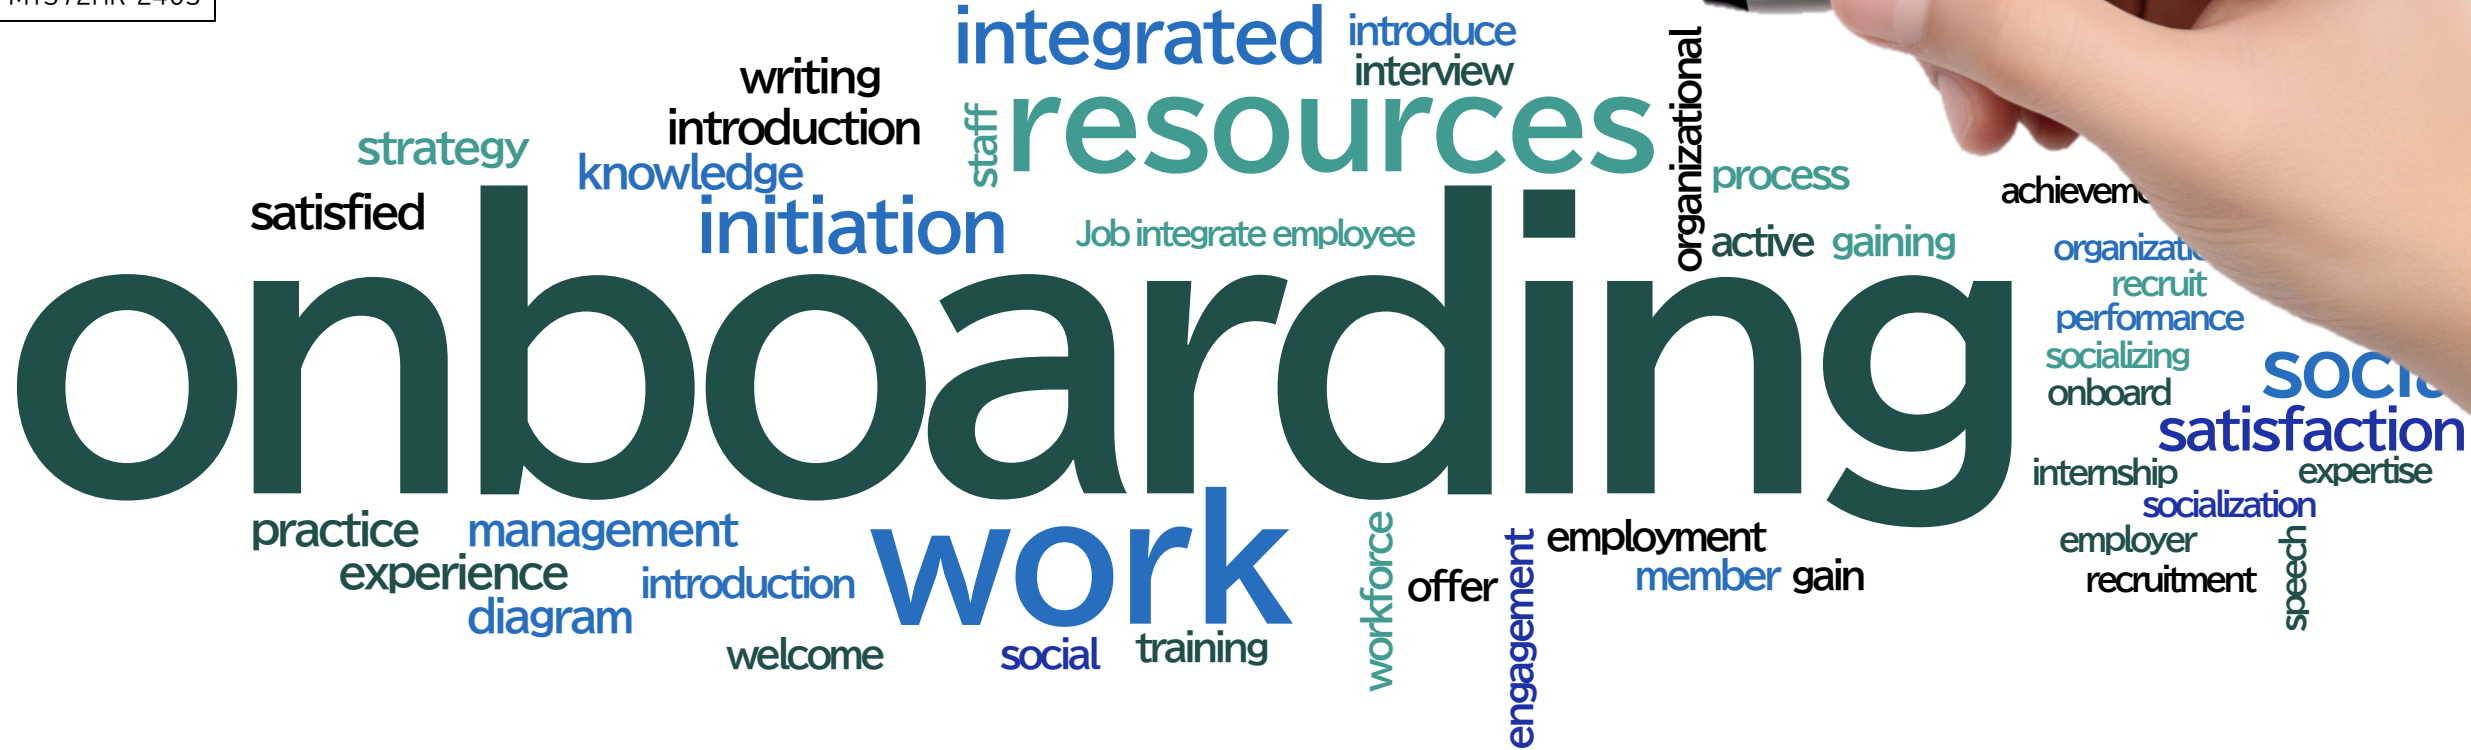 integrated
introduce
interview
writing
introduction
staff
resources
organizational
strategy
knowledge
process
satisfied
initiation
Job integrate employee
active
gaining
recruit
onboarding
performance
socializing
onboard
satisfaction
internship
expertise
socialization
practice
management
work
workforce
engagement
employment
employer
speech
experience
introduction
offer
member
gain
recruitment
diagram
welcome
social
training